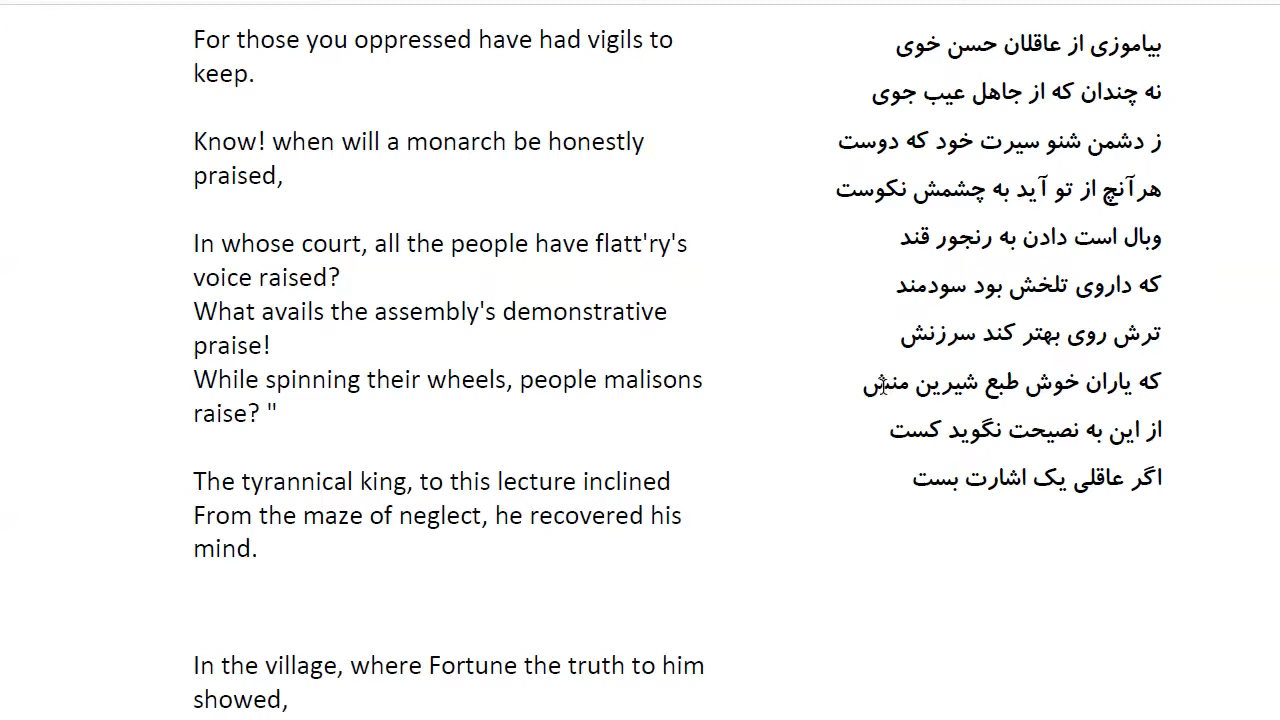 For those you oppressed have had vigils to
keep.
Know! when will a monarch be honestly
praised,
In whose court, all the people have flatt'ry's
voice raised?
What avails the assembly's demonstrative
praise!
While spinning their wheels, people malisons
raise? "
The tyrannical king, to this lecture inclined
From the maze of neglect, he recovered his
mind.
In the village, where Fortune the truth to him
showed,
بیاموزی از عاقلان حسن خوی
نه چندان که از جاهل عیب جوی
ز دشمن شنو سیرت خود که دوست
هرآنچ از تو آید به چشمش نکوست
وبال است دادن به رنجور قند
که داروی تلخش بود سودمند
ترش روی بهتر کند سرزنش
که یاران خوش طبع شیرین منش
از این به نصیحت نگوید کست
اگر عاقلی یک اشارت بست